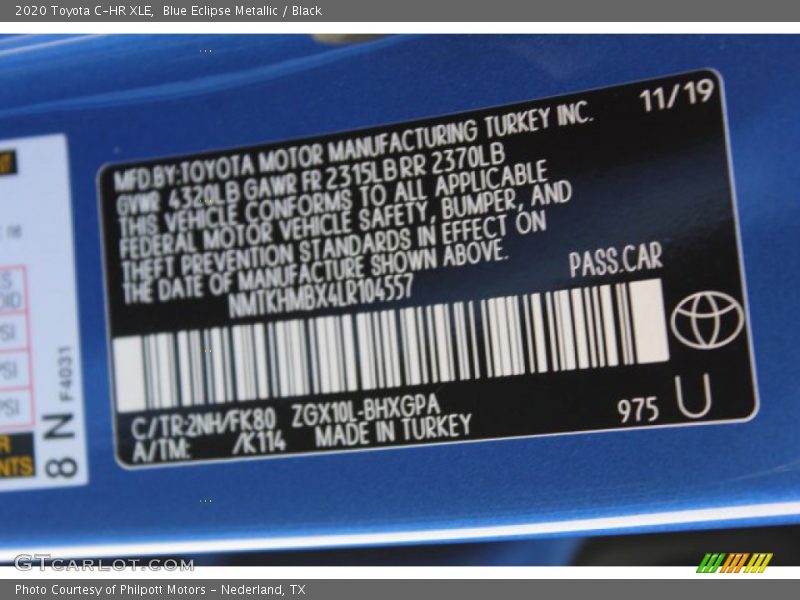 2020 Toyota C-HR XLE, Blue Eclipse Metallic / Black
11/19
MFD.BY:TOYOTA MOTOR MANUFACTURING TURKEY INC.
GVWR 4320LB GAWR FR 2315LB RR 2370LB
THIS VEHICLE CONFORMS TO ALL APPLICABLE
FEDERAL MOTOR VEHICLE SAFETY, BUMPER, AND
THEFT PREVENTION STANDARDS IN EFFECT ON
THE DATE OF MANUFACTURE SHOWN ABOVE.
NMTKHMBX4LR104557
PASS.CAR
C/TR:2NH/FK80 ZGX10L-BHXGPA
A/TM: /K114 MADE IN TURKEY
975 U
8 N F4031
PSI
PSI
PSI
GTCARLOT.COM
Photo Courtesy of Philpott Motors - Nederland, TX